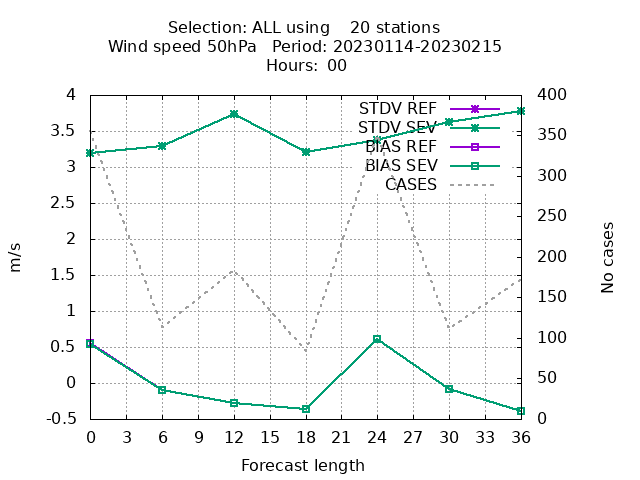 Selection: ALL using    20 stations
Wind speed 50hPa   Period: 20230114-20230215
Hours: 00
4
3.5
3
2.5
2
1.5
1
0.5
0
-0.5
m/s
400
350
300
250
200
150
100
50
0
No cases
STDV REF
STDV SEV
BIAS REF
BIAS SEV
CASES
0 3 6 9 12 15 18 21 24 27 30 33 36
Forecast length